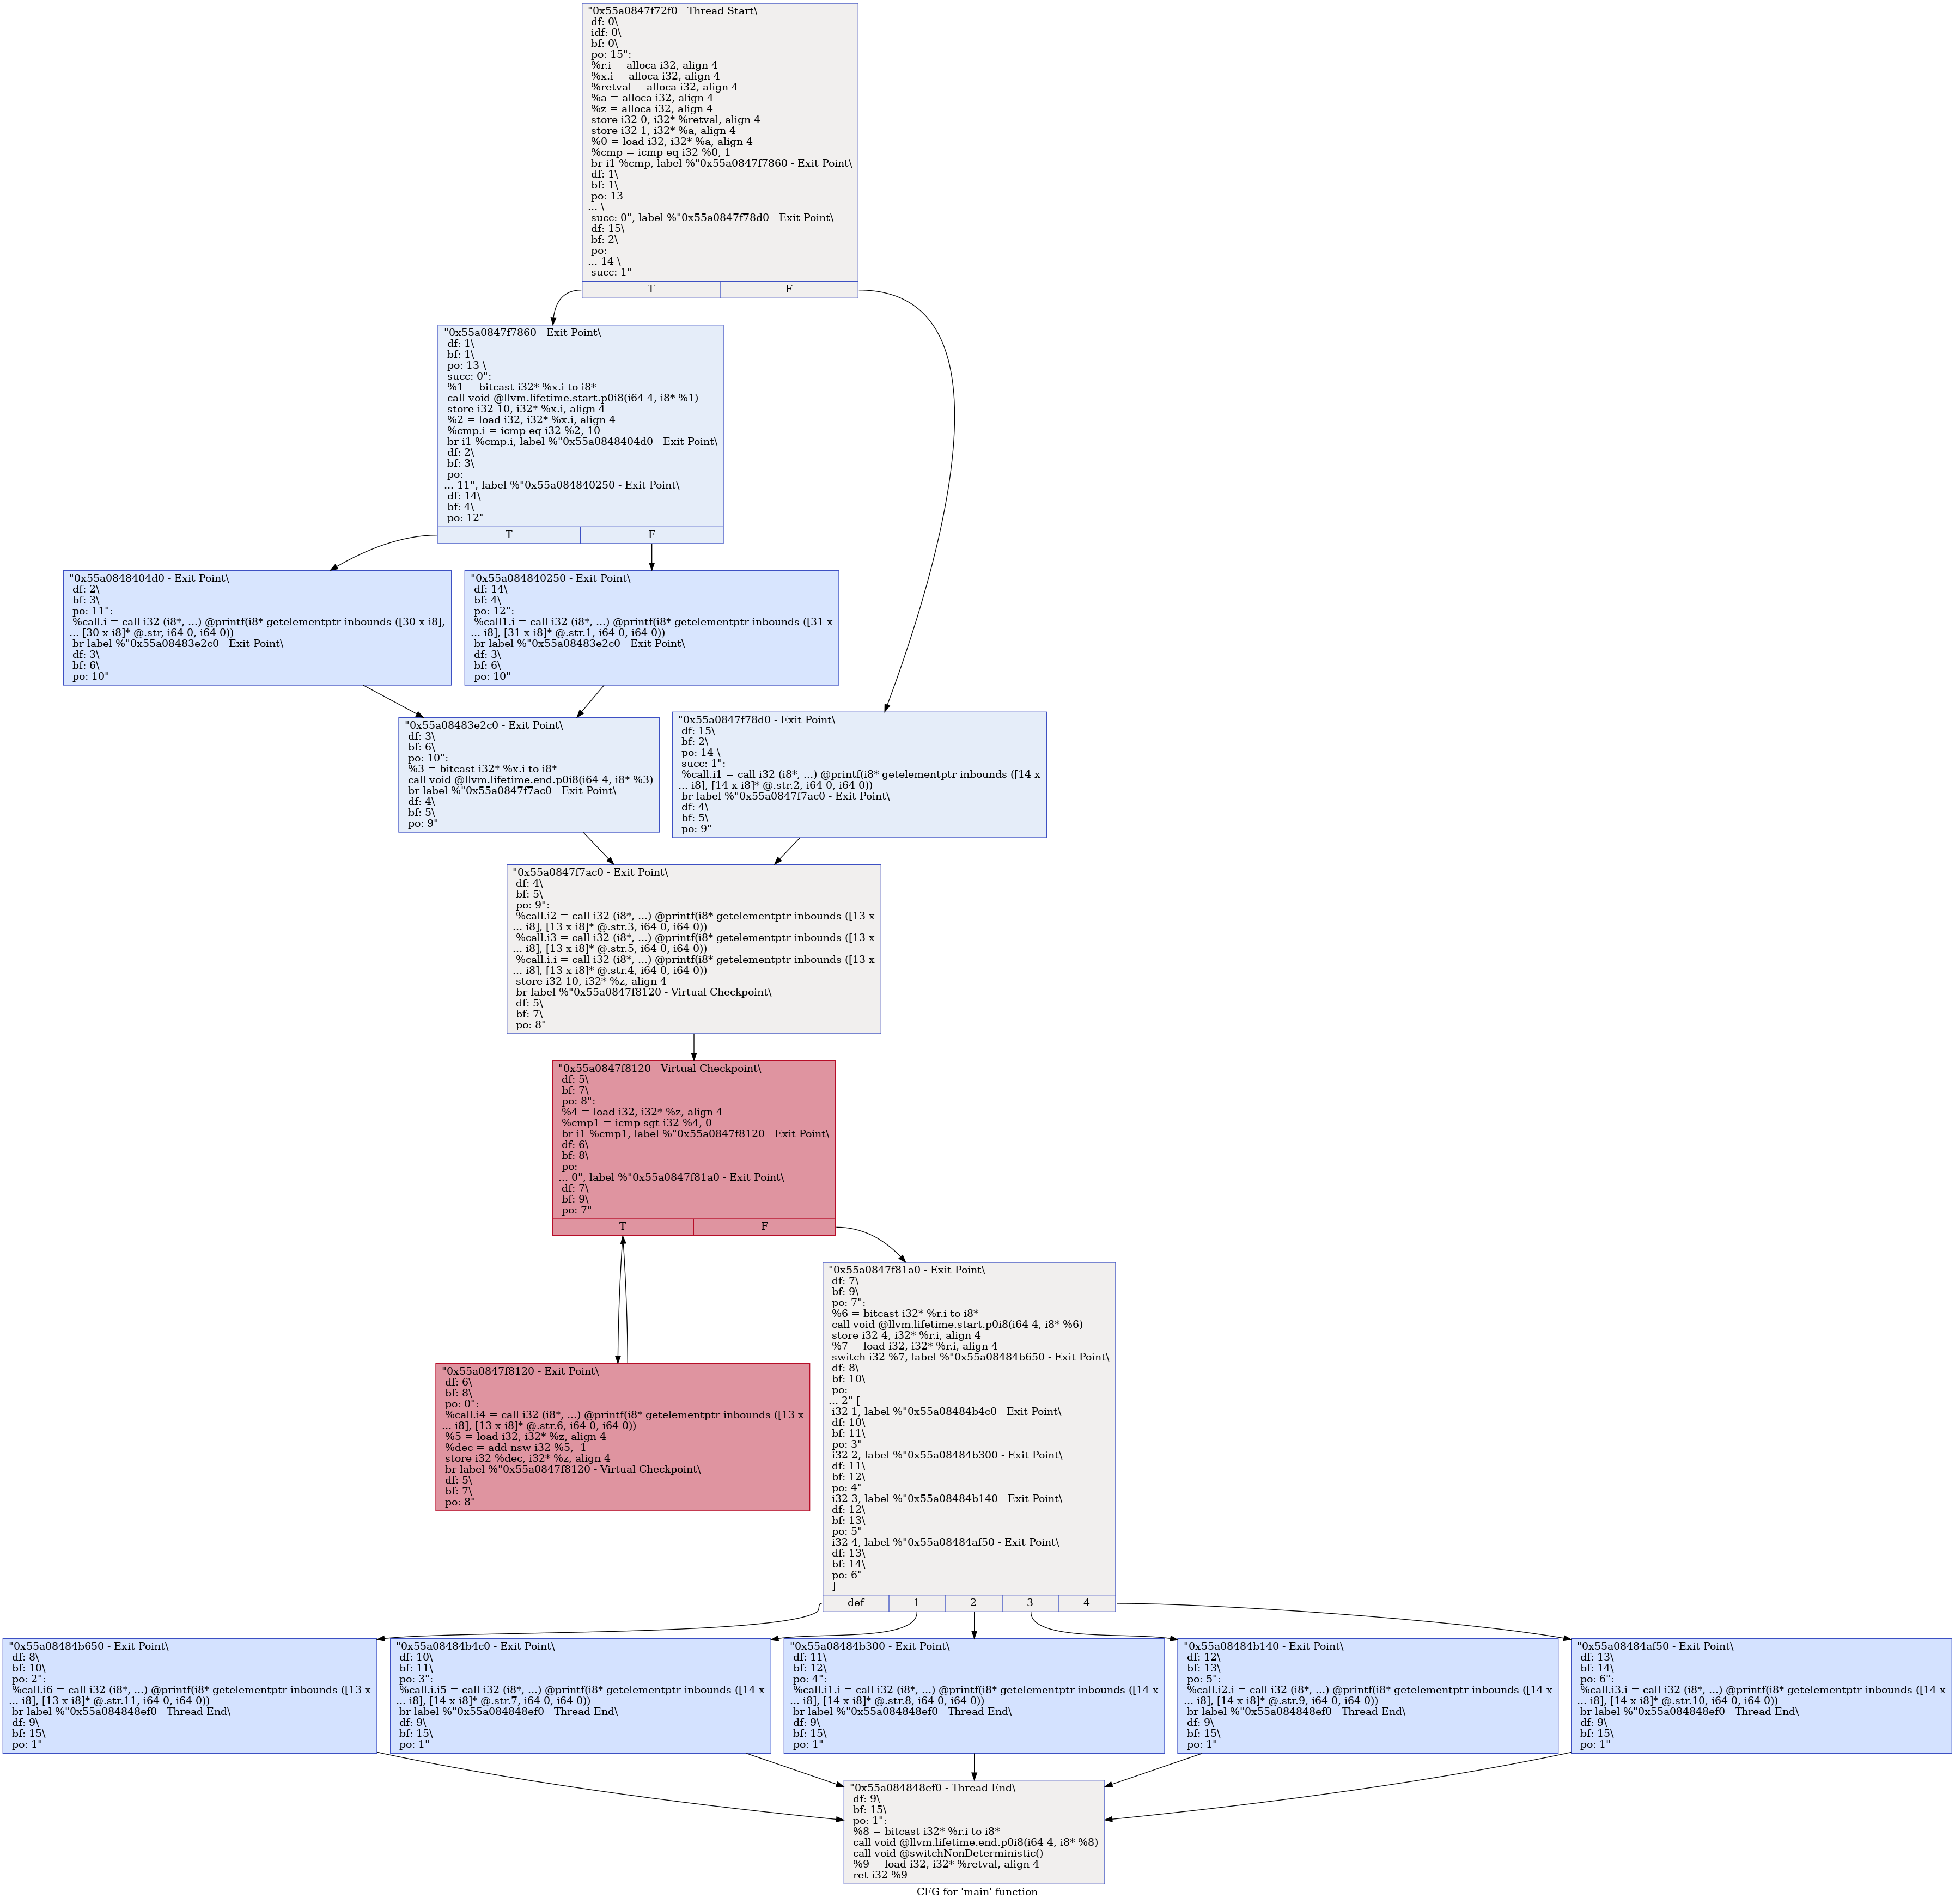 "0x55a0847f72f0 - Thread Start\
df: 0\
idf: 0\
bf: 0\
po: 15":
%r.i = alloca i32, align 4
%x.i = alloca i32, align 4
%retval = alloca i32, align 4
%a = alloca i32, align 4
%z = alloca i32, align 4
store i32 0, i32* %retval, align 4
store i32 1, i32* %a, align 4
%0 = load i32, i32* %a, align 4
%cmp = icmp eq i32 %0, 1
br i1 %cmp, label %"0x55a0847f7860 - Exit Point\
df: 1\
bf: 1\
po: 13
... \
succ: 0", label %"0x55a0847f78d0 - Exit Point\
df: 15\
bf: 2\
po:
... 14 \
succ: 1"
T F
"0x55a0847f7860 - Exit Point\
df: 1\
bf: 1\
po: 13 \
succ: 0":
%1 = bitcast i32* %x.i to i8*
call void @llvm.lifetime.start.p0i8(i64 4, i8* %1)
store i32 10, i32* %x.i, align 4
%2 = load i32, i32* %x.i, align 4
%cmp.i = icmp eq i32 %2, 10
br i1 %cmp.i, label %"0x55a0848404d0 - Exit Point\
df: 2\
bf: 3\
po:
... 11", label %"0x55a084840250 - Exit Point\
df: 14\
bf: 4\
po: 12"
T F
"0x55a0848404d0 - Exit Point\
df: 2\
bf: 3\
po: 11":
%call.i = call i32 (i8*, ...) @printf(i8* getelementptr inbounds ([30 x i8],
... [30 x i8]* @.str, i64 0, i64 0))
br label %"0x55a08483e2c0 - Exit Point\
df: 3\
bf: 6\
po: 10"
"0x55a084840250 - Exit Point\
df: 14\
bf: 4\
po: 12":
%call1.i = call i32 (i8*, ...) @printf(i8* getelementptr inbounds ([31 x
... i8], [31 x i8]* @.str.1, i64 0, i64 0))
br label %"0x55a08483e2c0 - Exit Point\
df: 3\
bf: 6\
po: 10"
"0x55a08483e2c0 - Exit Point\
df: 3\
bf: 6\
po: 10":
%3 = bitcast i32* %x.i to i8*
call void @llvm.lifetime.end.p0i8(i64 4, i8* %3)
br label %"0x55a0847f7ac0 - Exit Point\
df: 4\
bf: 5\
po: 9"
"0x55a0847f78d0 - Exit Point\
df: 15\
bf: 2\
po: 14 \
succ: 1":
%call.i1 = call i32 (i8*, ...) @printf(i8* getelementptr inbounds ([14 x
... i8], [14 x i8]* @.str.2, i64 0, i64 0))
br label %"0x55a0847f7ac0 - Exit Point\
df: 4\
bf: 5\
po: 9"
"0x55a0847f7ac0 - Exit Point\
df: 4\
bf: 5\
po: 9":
%call.i2 = call i32 (i8*, ...) @printf(i8* getelementptr inbounds ([13 x
... i8], [13 x i8]* @.str.3, i64 0, i64 0))
%call.i3 = call i32 (i8*, ...) @printf(i8* getelementptr inbounds ([13 x
... i8], [13 x i8]* @.str.5, i64 0, i64 0))
%call.i.i = call i32 (i8*, ...) @printf(i8* getelementptr inbounds ([13 x
... i8], [13 x i8]* @.str.4, i64 0, i64 0))
store i32 10, i32* %z, align 4
br label %"0x55a0847f8120 - Virtual Checkpoint\
df: 5\
bf: 7\
po: 8"
"0x55a0847f8120 - Virtual Checkpoint\
df: 5\
bf: 7\
po: 8":
%4 = load i32, i32* %z, align 4
%cmp1 = icmp sgt i32 %4, 0
br i1 %cmp1, label %"0x55a0847f8120 - Exit Point\
df: 6\
bf: 8\
po:
... 0", label %"0x55a0847f81a0 - Exit Point\
df: 7\
bf: 9\
po: 7"
T F
"0x55a0847f8120 - Exit Point\
df: 6\
bf: 8\
po: 0":
%call.i4 = call i32 (i8*, ...) @printf(i8* getelementptr inbounds ([13 x
... i8], [13 x i8]* @.str.6, i64 0, i64 0))
%5 = load i32, i32* %z, align 4
%dec = add nsw i32 %5, -1
store i32 %dec, i32* %z, align 4
br label %"0x55a0847f8120 - Virtual Checkpoint\
df: 5\
bf: 7\
po: 8"
"0x55a0847f81a0 - Exit Point\
df: 7\
bf: 9\
po: 7":
%6 = bitcast i32* %r.i to i8*
call void @llvm.lifetime.start.p0i8(i64 4, i8* %6)
store i32 4, i32* %r.i, align 4
%7 = load i32, i32* %r.i, align 4
switch i32 %7, label %"0x55a08484b650 - Exit Point\
df: 8\
bf: 10\
po:
... 2" [
i32 1, label %"0x55a08484b4c0 - Exit Point\
df: 10\
bf: 11\
po: 3"
i32 2, label %"0x55a08484b300 - Exit Point\
df: 11\
bf: 12\
po: 4"
i32 3, label %"0x55a08484b140 - Exit Point\
df: 12\
bf: 13\
po: 5"
i32 4, label %"0x55a08484af50 - Exit Point\
df: 13\
bf: 14\
po: 6"
]
def 1 2 3 4
"0x55a08484b650 - Exit Point\
df: 8\
bf: 10\
po: 2":
%call.i6 = call i32 (i8*, ...) @printf(i8* getelementptr inbounds ([13 x
... i8], [13 x i8]* @.str.11, i64 0, i64 0))
br label %"0x55a084848ef0 - Thread End\
df: 9\
bf: 15\
po: 1"
"0x55a08484b4c0 - Exit Point\
df: 10\
bf: 11\
po: 3":
%call.i.i5 = call i32 (i8*, ...) @printf(i8* getelementptr inbounds ([14 x
... i8], [14 x i8]* @.str.7, i64 0, i64 0))
br label %"0x55a084848ef0 - Thread End\
df: 9\
bf: 15\
po: 1"
"0x55a08484b300 - Exit Point\
df: 11\
bf: 12\
po: 4":
%call.i1.i = call i32 (i8*, ...) @printf(i8* getelementptr inbounds ([14 x
... i8], [14 x i8]* @.str.8, i64 0, i64 0))
br label %"0x55a084848ef0 - Thread End\
df: 9\
bf: 15\
po: 1"
"0x55a08484b140 - Exit Point\
df: 12\
bf: 13\
po: 5":
%call.i2.i = call i32 (i8*, ...) @printf(i8* getelementptr inbounds ([14 x
... i8], [14 x i8]* @.str.9, i64 0, i64 0))
br label %"0x55a084848ef0 - Thread End\
df: 9\
bf: 15\
po: 1"
"0x55a08484af50 - Exit Point\
df: 13\
bf: 14\
po: 6":
%call.i3.i = call i32 (i8*, ...) @printf(i8* getelementptr inbounds ([14 x
... i8], [14 x i8]* @.str.10, i64 0, i64 0))
br label %"0x55a084848ef0 - Thread End\
df: 9\
bf: 15\
po: 1"
"0x55a084848ef0 - Thread End\
df: 9\
bf: 15\
po: 1":
%8 = bitcast i32* %r.i to i8*
call void @llvm.lifetime.end.p0i8(i64 4, i8* %8)
call void @switchNonDeterministic()
%9 = load i32, i32* %retval, align 4
ret i32 %9
CFG for 'main' function